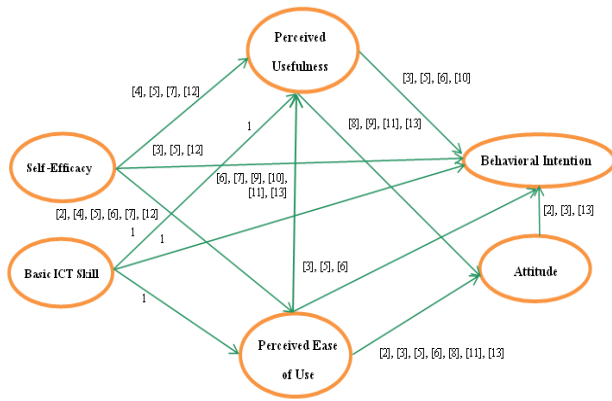 Perceived
Usefulness
[4], [5], [7], [12]
[3], [5], [6], [10]
1
[8], [9], [11], [13]
Self-Efficacy
[3], [5], [12]
Behavioral Intention
[6], [7], [9], [10],
[11], [13]
[2], [4], [5], [6], [7], [12]
[2], [3], [13]
1
1
Basic ICT Skill
[3], [5], [6]
Attitude
1
Perceived Ease
of Use
[2], [3], [5], [6], [8], [11], [13]